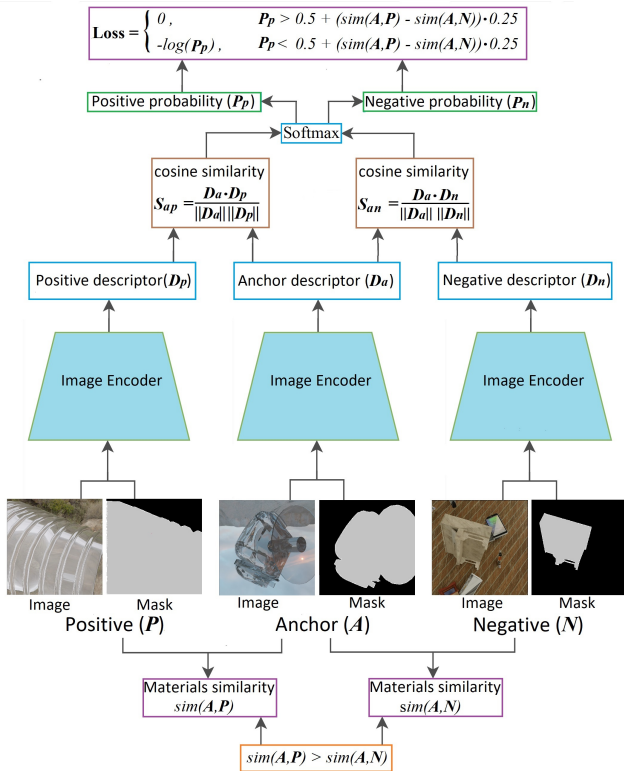 Loss = { 0 , Pp > 0.5 + (sim(A,P) - sim(A,N))•0.25
-log(Pp) , Pp < 0.5 + (sim(A,P) - sim(A,N))•0.25
Positive probability (Pp) Negative probability (Pn)
Softmax
cosine similarity cosine similarity
Sap = Da•Dp / ||Da|| ||Dp|| San = Da•Dn / ||Da|| ||Dn||
Positive descriptor(Dp) Anchor descriptor (Da) Negative descriptor (Dn)
Image Encoder Image Encoder Image Encoder
Image Mask Image Mask Image Mask
Positive (P) Anchor (A) Negative (N)
Materials similarity Materials similarity
sim(A,P) sim(A,N)
sim(A,P) > sim(A,N)